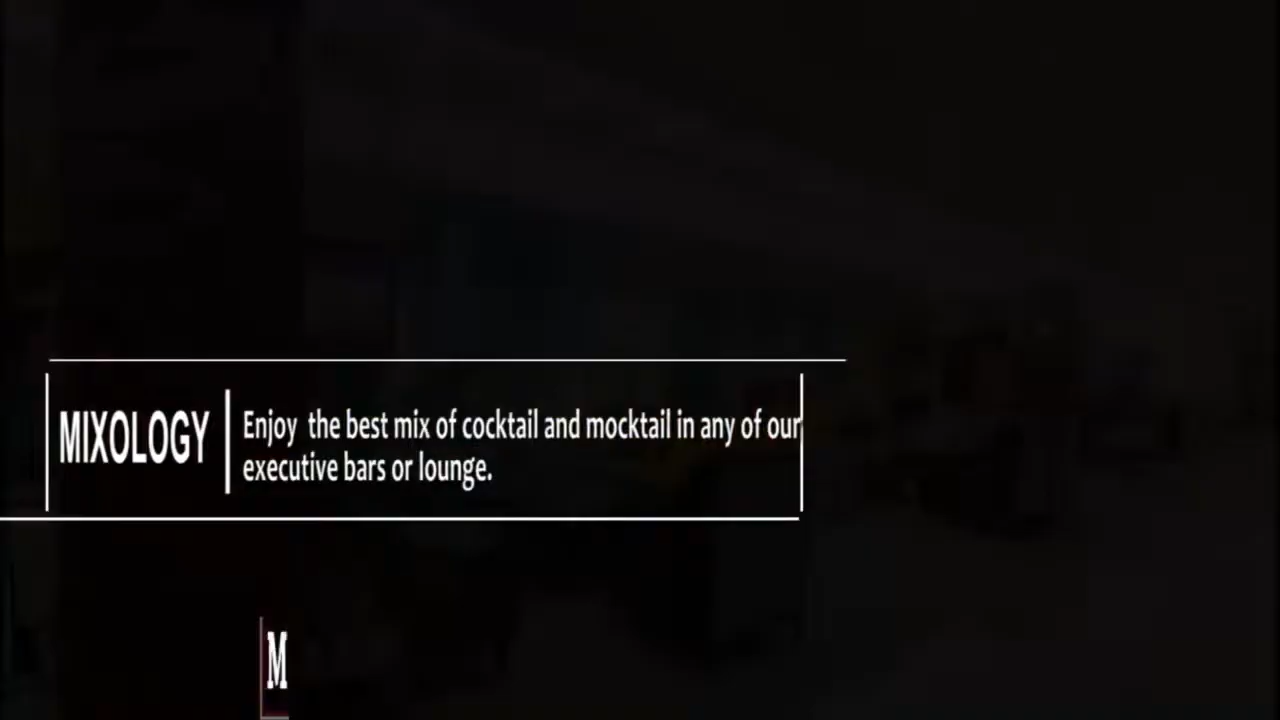 MIXOLOGY
Enjoy the best mix of cocktail and mocktail in any of our
executive bars or lounge.
M